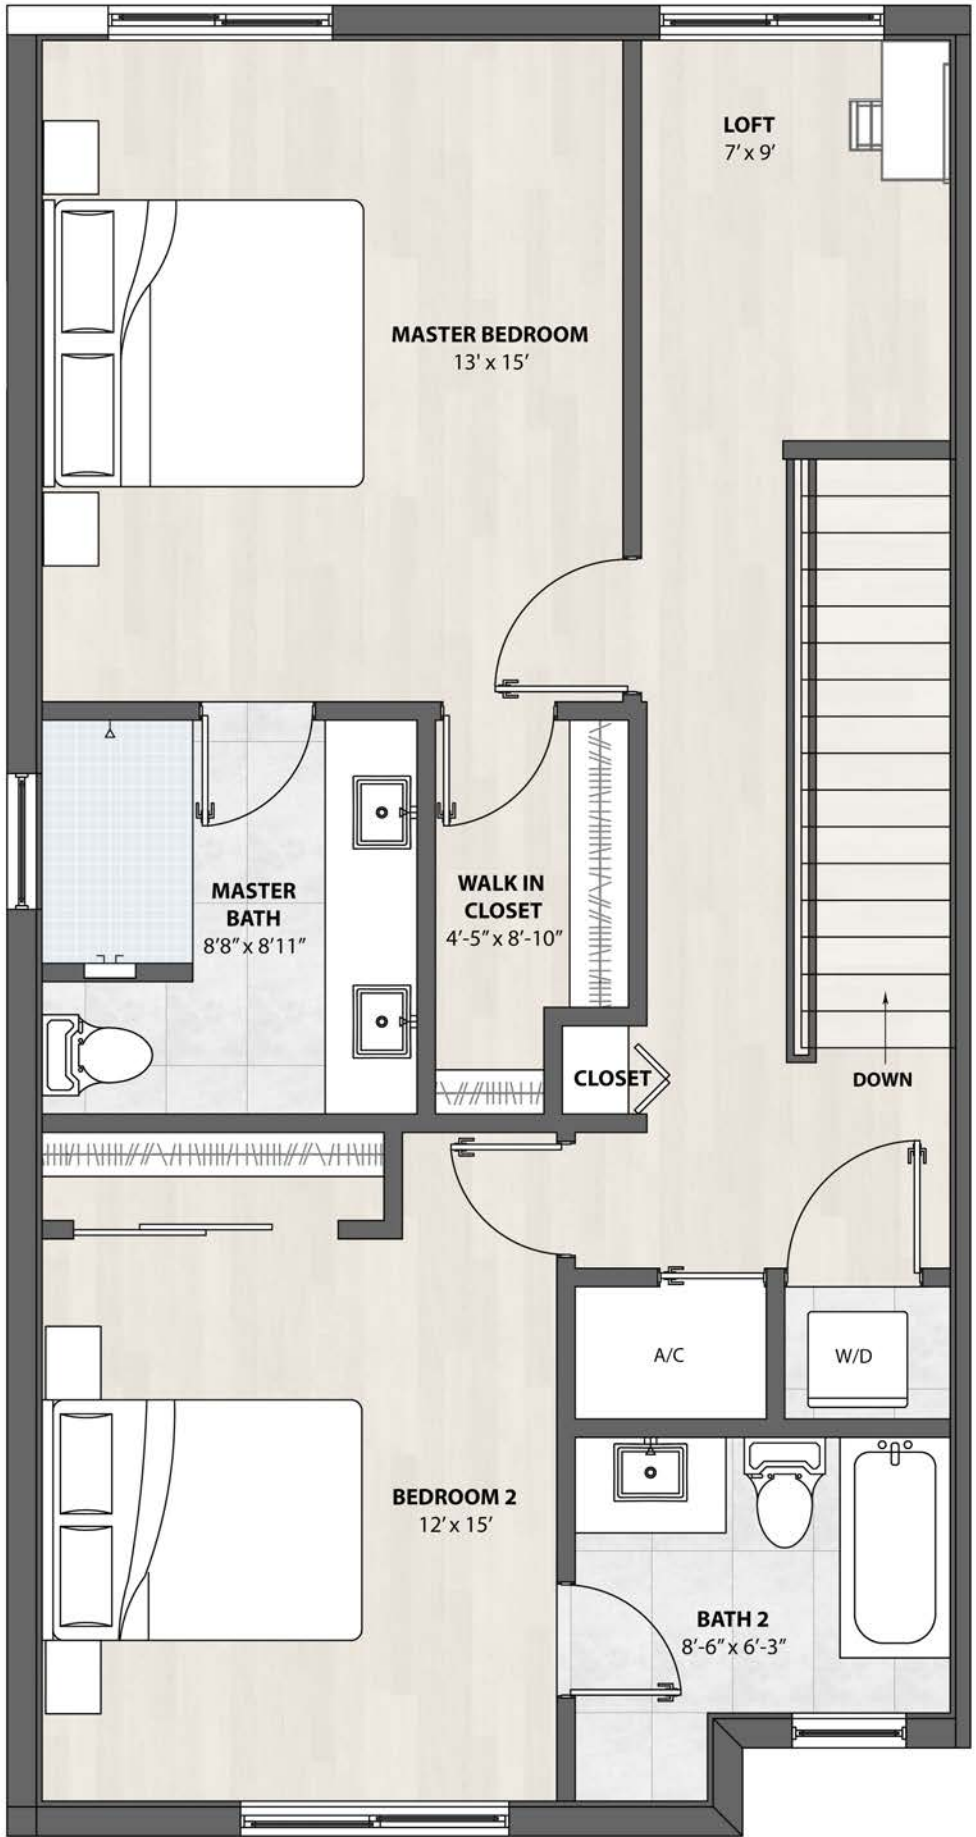 LOFT
7’ x 9’
MASTER BEDROOM
13' x 15’
MASTER
BATH
8’8” x 8’11”
WALK IN
CLOSET
4’-5” x 8’-10”
CLOSET
DOWN
A/C
W/D
BEDROOM 2
12’ x 15’
BATH 2
8’-6” x 6’-3”